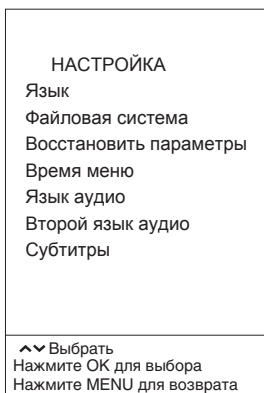 НАСТРОЙКА
Язык
Файловая система
Восстановить параметры
Время меню
Язык аудио
Второй язык аудио
Субтитры
Выбрать
Нажмите OK для выбора
Нажмите MENU для возврата